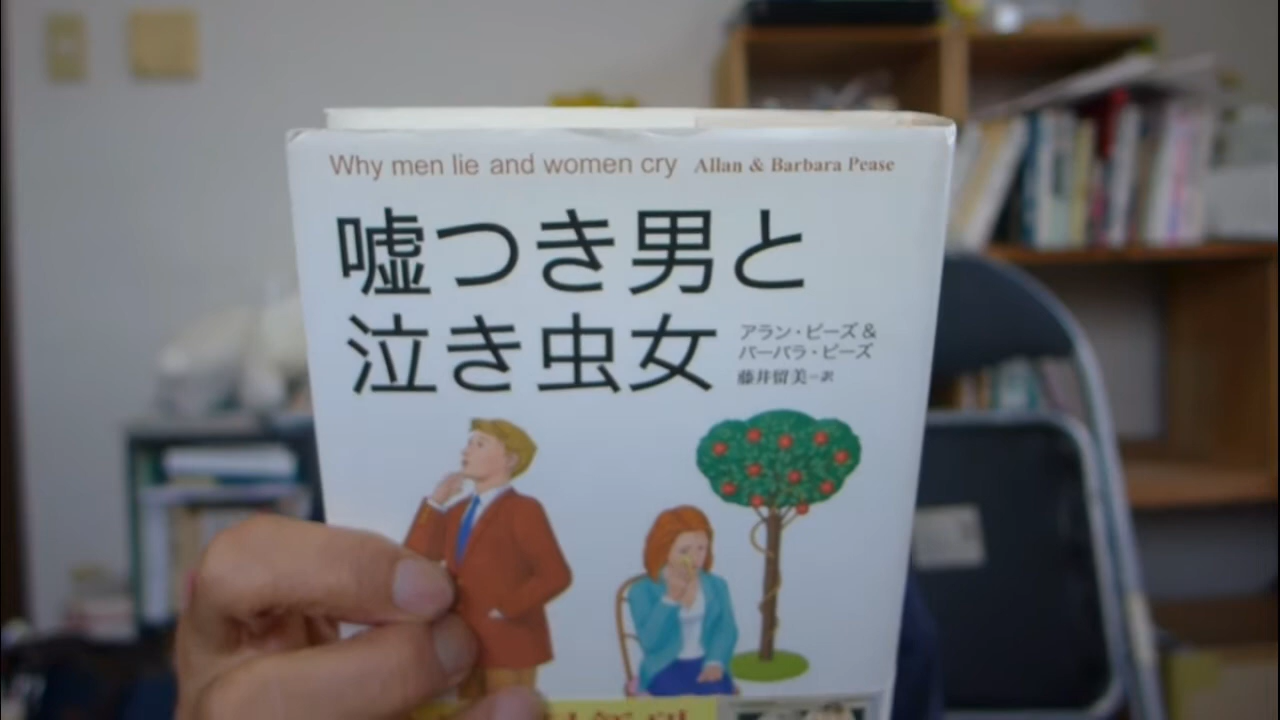 Why men lie and women cry Allan & Barbara Pease
嘘つき男と
泣き虫女
アラン・ピーズ&
バーバラ・ピーズ
藤井留美―訳